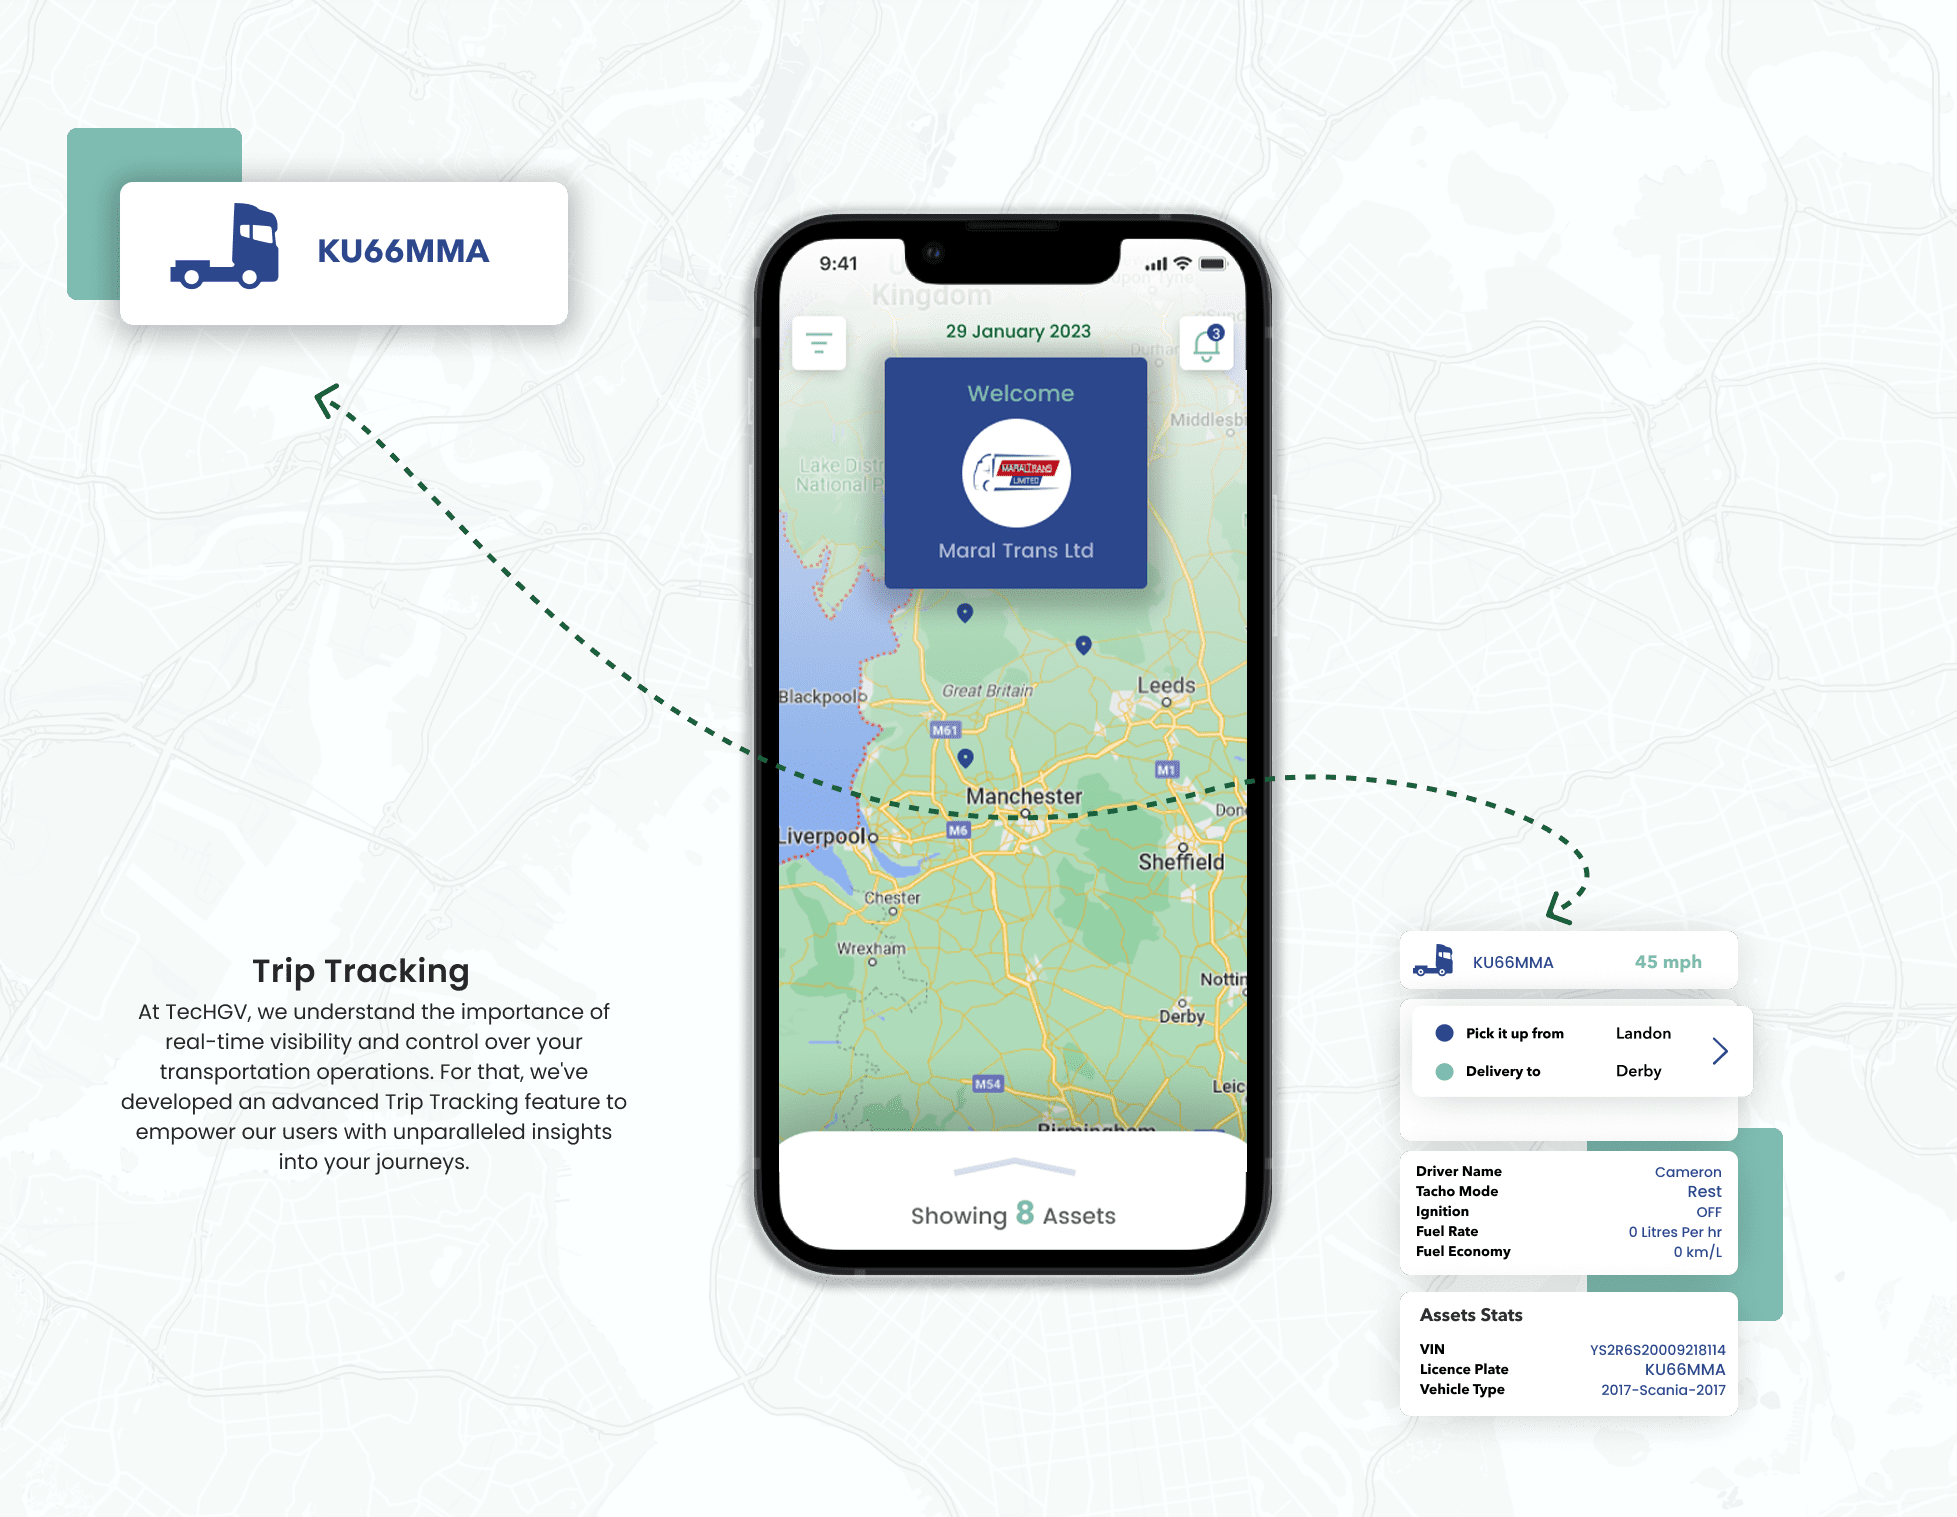 KU66MMA
9:41
U
Kingdom
upon Tyne
Sund
29 January 2023
3
Durha
Welcome
Middlesb
Lake Distr
National P
MARALTRANS
LIMITED
Maral Trans Ltd
Blackpool
Great Britain
Leeds
M61
M1
Manchester
Don
Liverpool
M6
Sheffield
Chester
Wrexham
Nottin
Derby
M54
Leic
Birmingham
Showing 8 Assets
Trip Tracking
At TecHGV, we understand the importance of
real-time visibility and control over your
transportation operations. For that, we've
developed an advanced Trip Tracking feature to
empower our users with unparalleled insights
into your journeys.
KU66MMA 45 mph
Pick it up from Landon
Delivery to Derby
Driver Name Cameron
Tacho Mode Rest
Ignition OFF
Fuel Rate 0 Litres Per hr
Fuel Economy 0 km/L
Assets Stats
VIN YS2R6S20009218114
Licence Plate KU66MMA
Vehicle Type 2017-Scania-2017